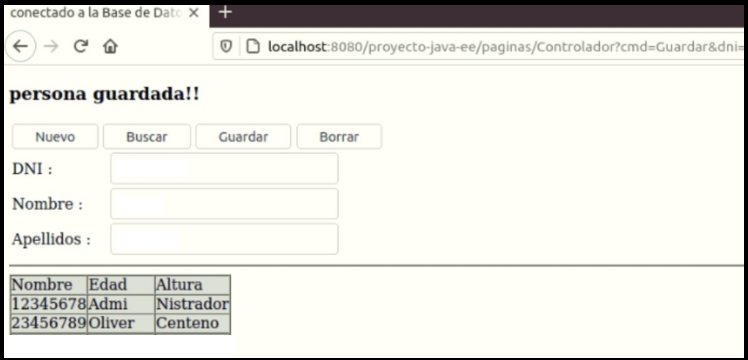 conectado a la Base de Dato
localhost:8080/proyecto-java-ee/paginas/Controlador?cmd=Guardar&dni=
persona guardada!!
Nuevo Buscar Guardar Borrar
DNI :
Nombre :
Apellidos :
Nombre Edad Altura
12345678 Admi Nistrador
23456789 Oliver Centeno